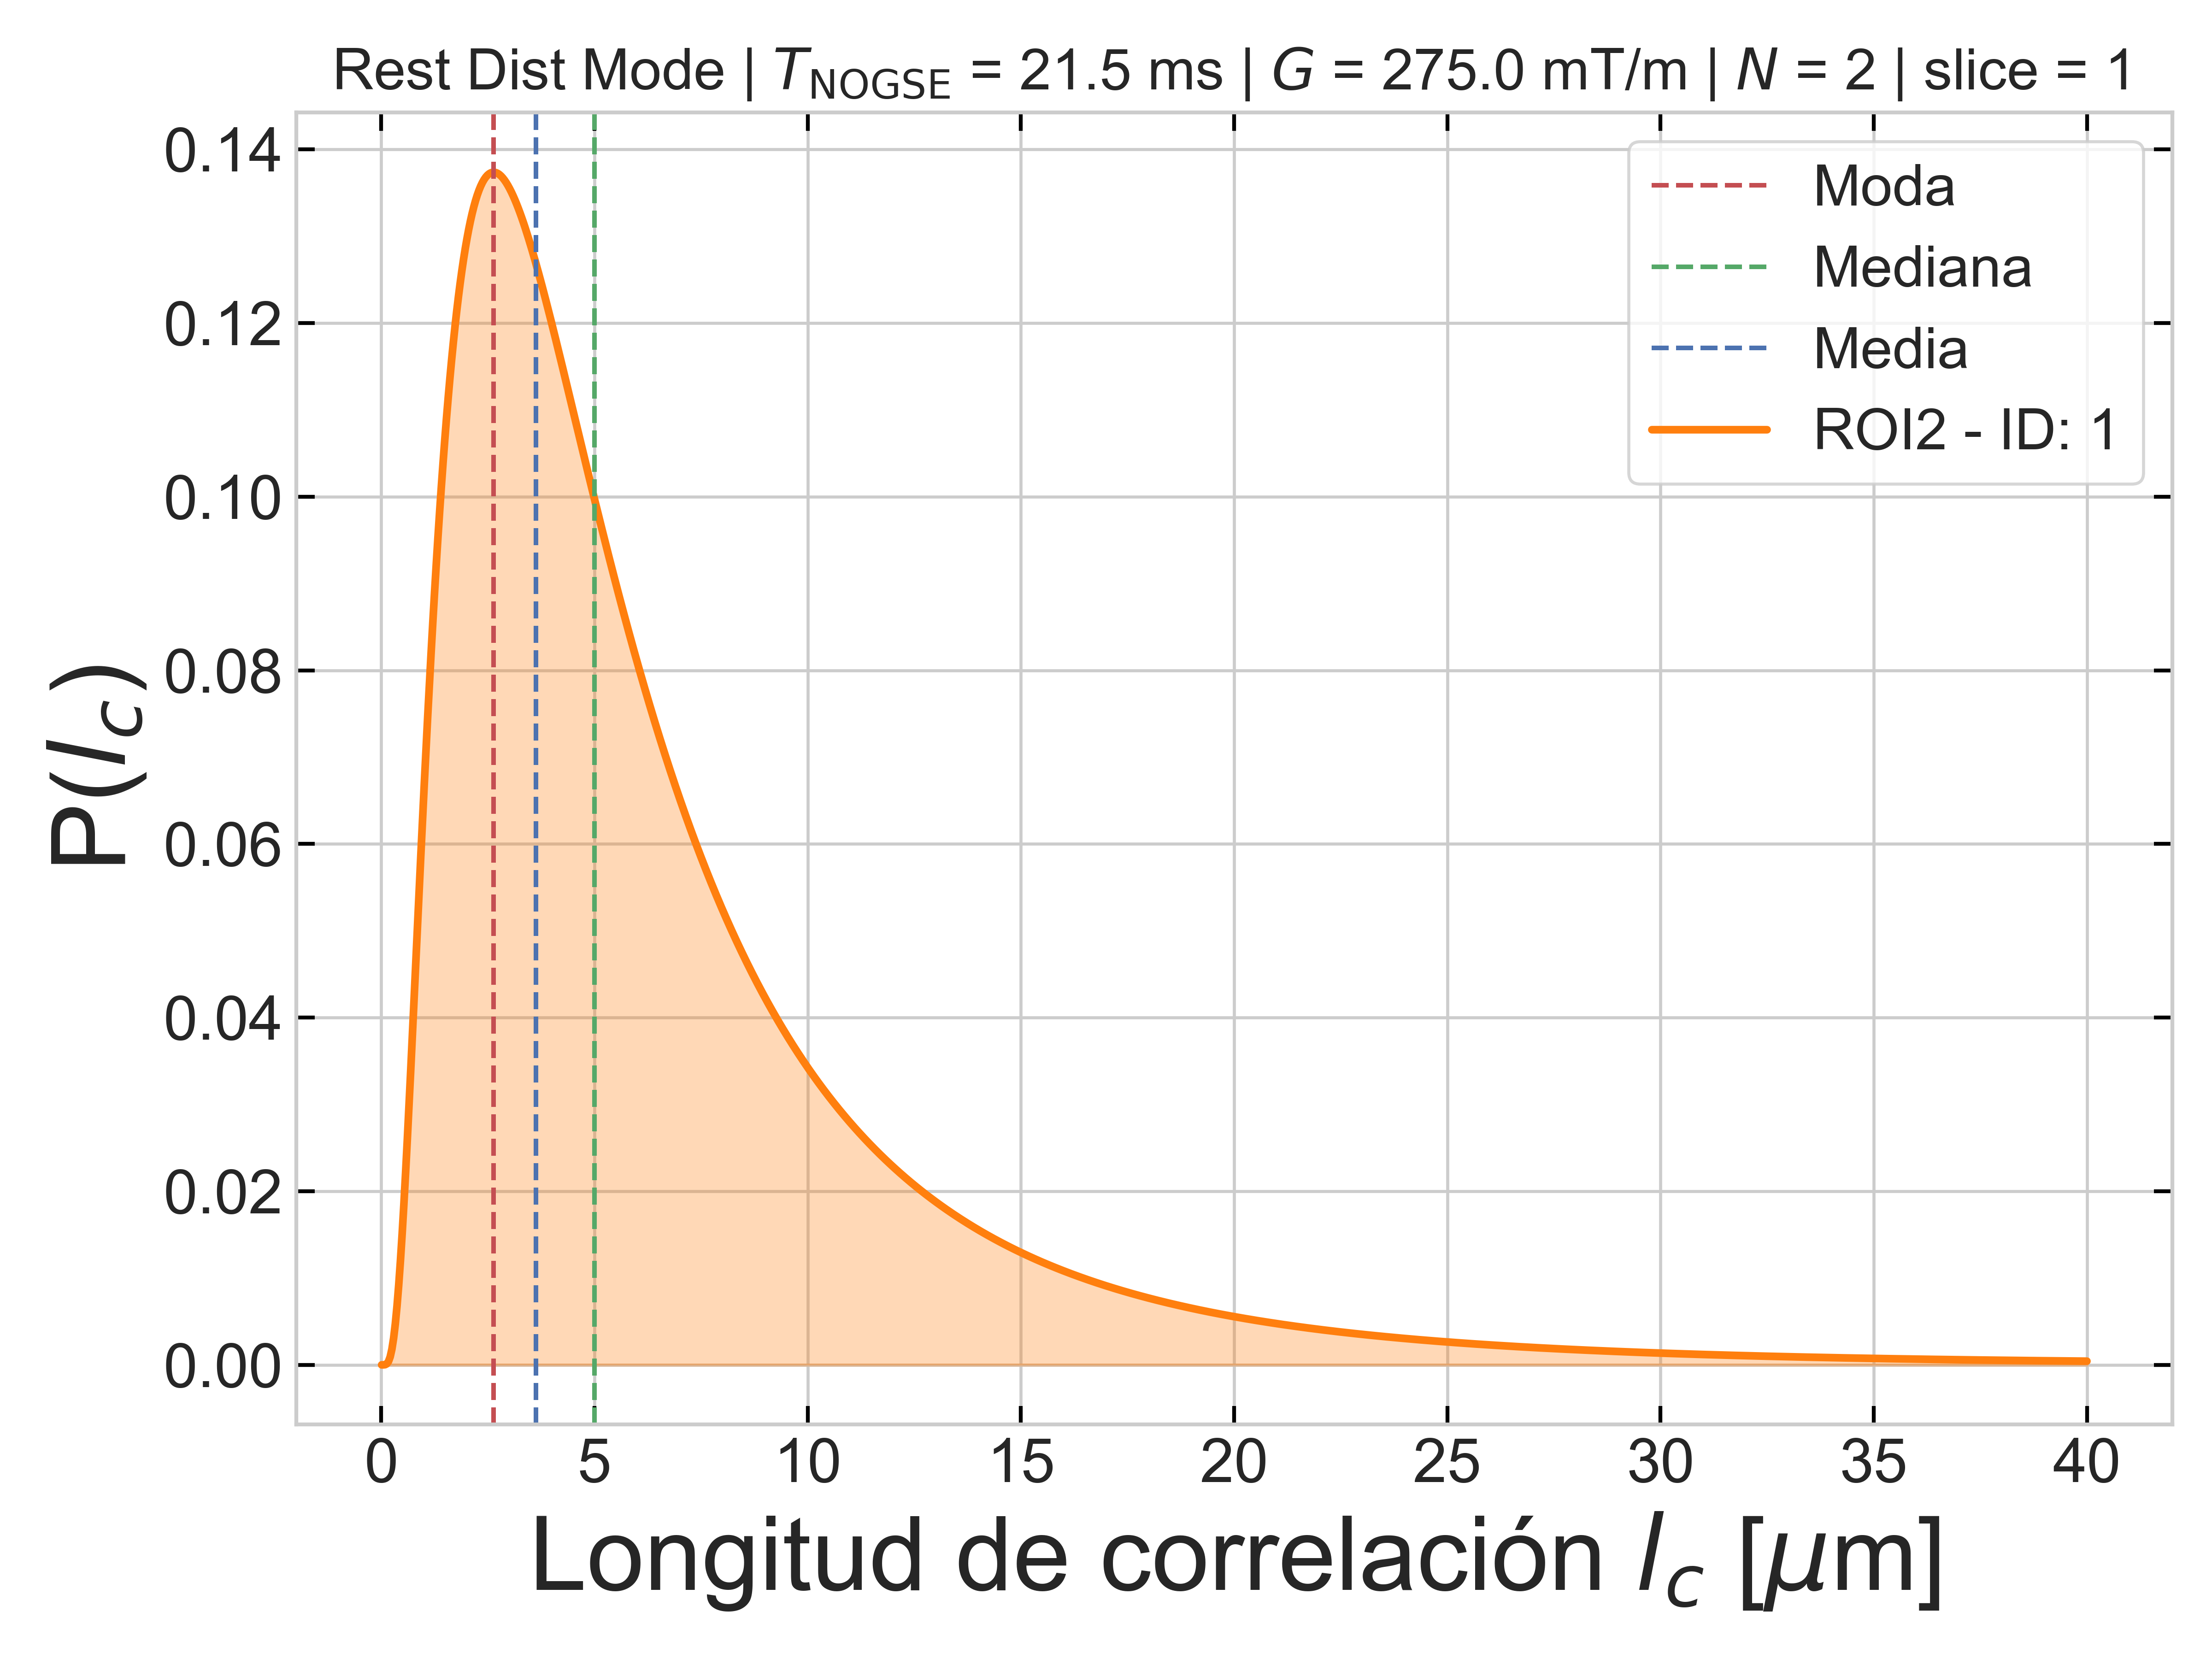 Rest Dist Mode | T_NOGSE = 21.5 ms | G = 275.0 mT/m | N = 2 | slice = 1
0.14
0.12
0.10
0.08
0.06
0.04
0.02
0.00
P(l_c)
Moda
Mediana
Media
ROI2 - ID: 1
0 5 10 15 20 25 30 35 40
Longitud de correlación l_c [μm]